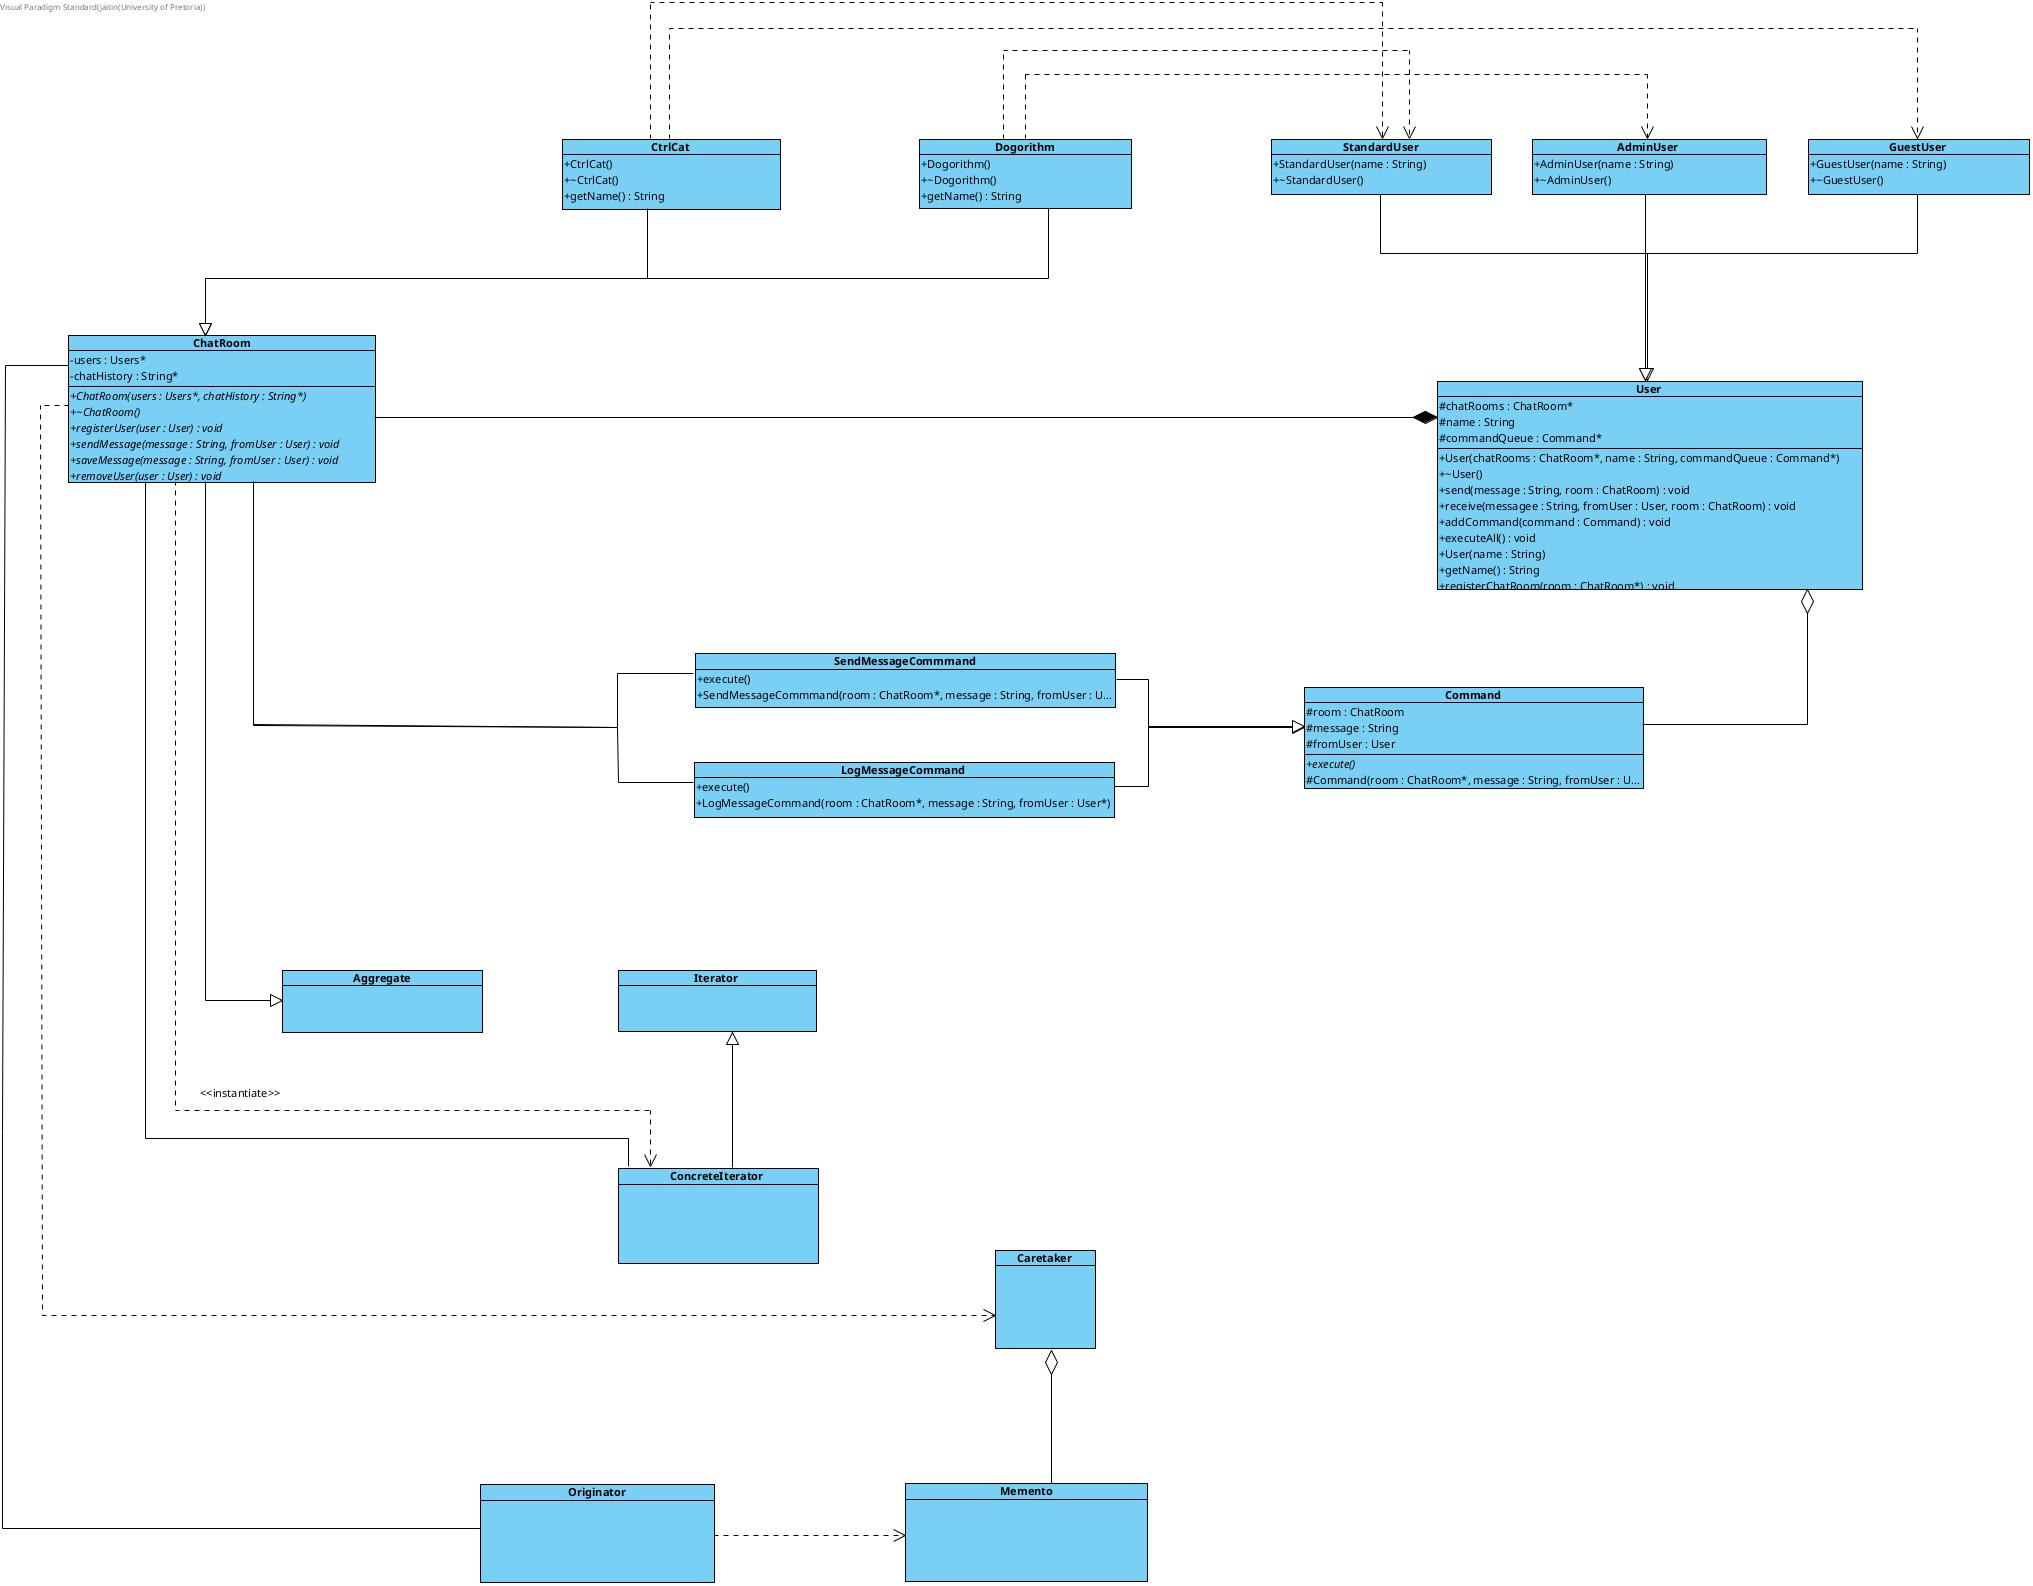 Visual Paradigm Standard(jaitin(University of Pretoria))
CtrlCat
+CtrlCat()
+~CtrlCat()
+getName() : String
Dogorithm
+Dogorithm()
+~Dogorithm()
+getName() : String
StandardUser
+StandardUser(name : String)
+~StandardUser()
AdminUser
+AdminUser(name : String)
+~AdminUser()
GuestUser
+GuestUser(name : String)
+~GuestUser()
ChatRoom
-users : Users*
-chatHistory : String*
+ChatRoom(users : Users*, chatHistory : String*)
+~ChatRoom()
+registerUser(user : User) : void
+sendMessage(message : String, fromUser : User) : void
+saveMessage(message : String, fromUser : User) : void
+removeUser(user : User) : void
User
#chatRooms : ChatRoom*
#name : String
#commandQueue : Command*
+User(chatRooms : ChatRoom*, name : String, commandQueue : Command*)
+~User()
+send(message : String, room : ChatRoom) : void
+receive(messagee : String, fromUser : User, room : ChatRoom) : void
+addCommand(command : Command) : void
+executeAll() : void
+User(name : String)
+getName() : String
+registerChatRoom(room : ChatRoom*) : void
SendMessageCommmand
+execute()
+SendMessageCommmand(room : ChatRoom*, message : String, fromUser : U...
Command
#room : ChatRoom
#message : String
#fromUser : User
+execute()
#Command(room : ChatRoom*, message : String, fromUser : U...
LogMessageCommand
+execute()
+LogMessageCommand(room : ChatRoom*, message : String, fromUser : User*)
Aggregate
Iterator
<<instantiate>>
ConcreteIterator
Caretaker
Originator
Memento